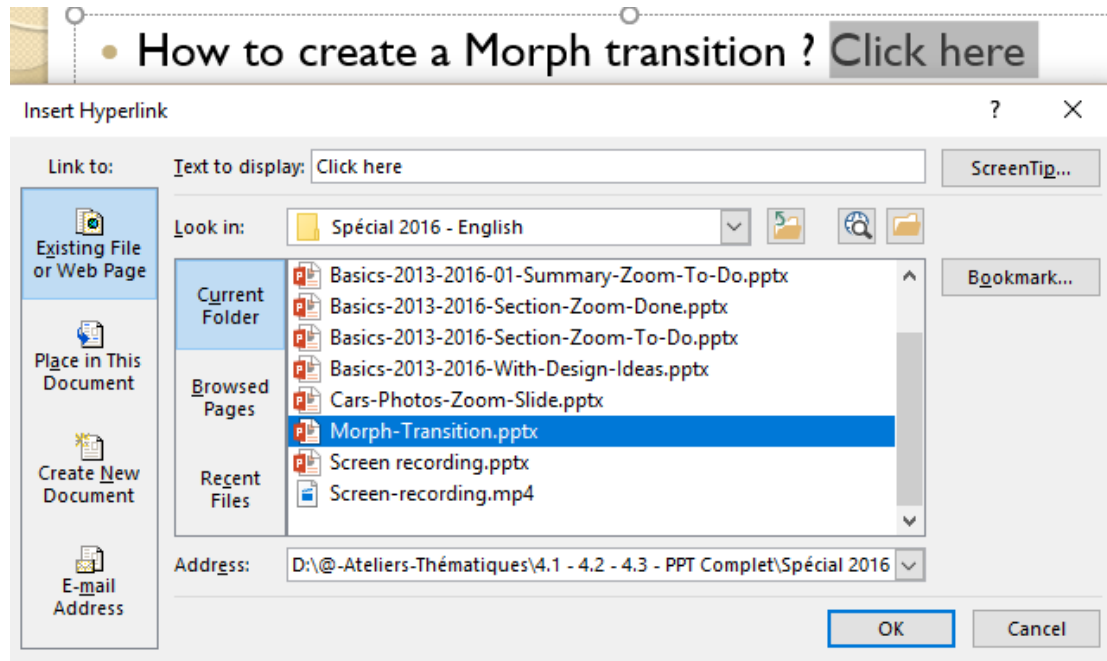 • How to create a Morph transition ? Click here
Insert Hyperlink
?
Link to:
Text to display:
Click here
ScreenTip...
Existing File
or Web Page
Look in:
Spécial 2016 - English
Current
Folder
Basics-2013-2016-01-Summary-Zoom-To-Do.pptx
Basics-2013-2016-Section-Zoom-Done.pptx
Basics-2013-2016-Section-Zoom-To-Do.pptx
Basics-2013-2016-With-Design-Ideas.pptx
Cars-Photos-Zoom-Slide.pptx
Morph-Transition.pptx
Screen recording.pptx
Screen-recording.mp4
Bookmark...
Place in This
Document
Browsed
Pages
Create New
Document
Recent
Files
E-mail
Address
Address:
D:\@-Ateliers-Thématiques\4.1 - 4.2 - 4.3 - PPT Complet\Spécial 2016
OK
Cancel